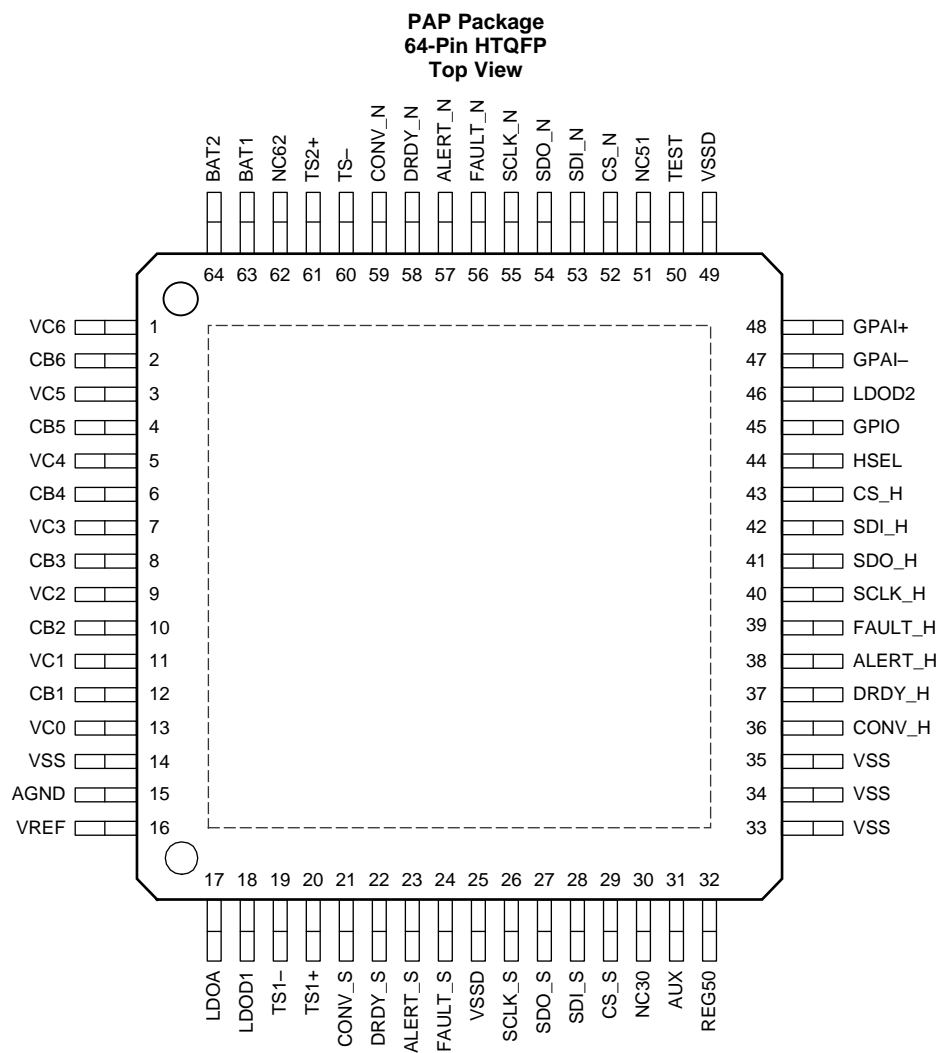 PAP Package
64-Pin HTQFP
Top View
BAT2
BAT1
NC62
TS2+
TS–
CONV_N
DRDY_N
ALERT_N
FAULT_N
SCLK_N
SDO_N
SDI_N
CS_N
NC51
TEST
VSSD
64 63 62 61 60 59 58 57 56 55 54 53 52 51 50 49
VC6 1 48 GPAI+
CB6 2 47 GPAI–
VC5 3 46 LDOD2
CB5 4 45 GPIO
VC4 5 44 HSEL
CB4 6 43 CS_H
VC3 7 42 SDI_H
CB3 8 41 SDO_H
VC2 9 40 SCLK_H
CB2 10 39 FAULT_H
VC1 11 38 ALERT_H
CB1 12 37 DRDY_H
VC0 13 36 CONV_H
VSS 14 35 VSS
AGND 15 34 VSS
VREF 16 33 VSS
17 18 19 20 21 22 23 24 25 26 27 28 29 30 31 32
LDOA
LDOD1
TS1–
TS1+
CONV_S
DRDY_S
ALERT_S
FAULT_S
VSSD
SCLK_S
SDO_S
SDI_S
CS_S
NC30
AUX
REG50